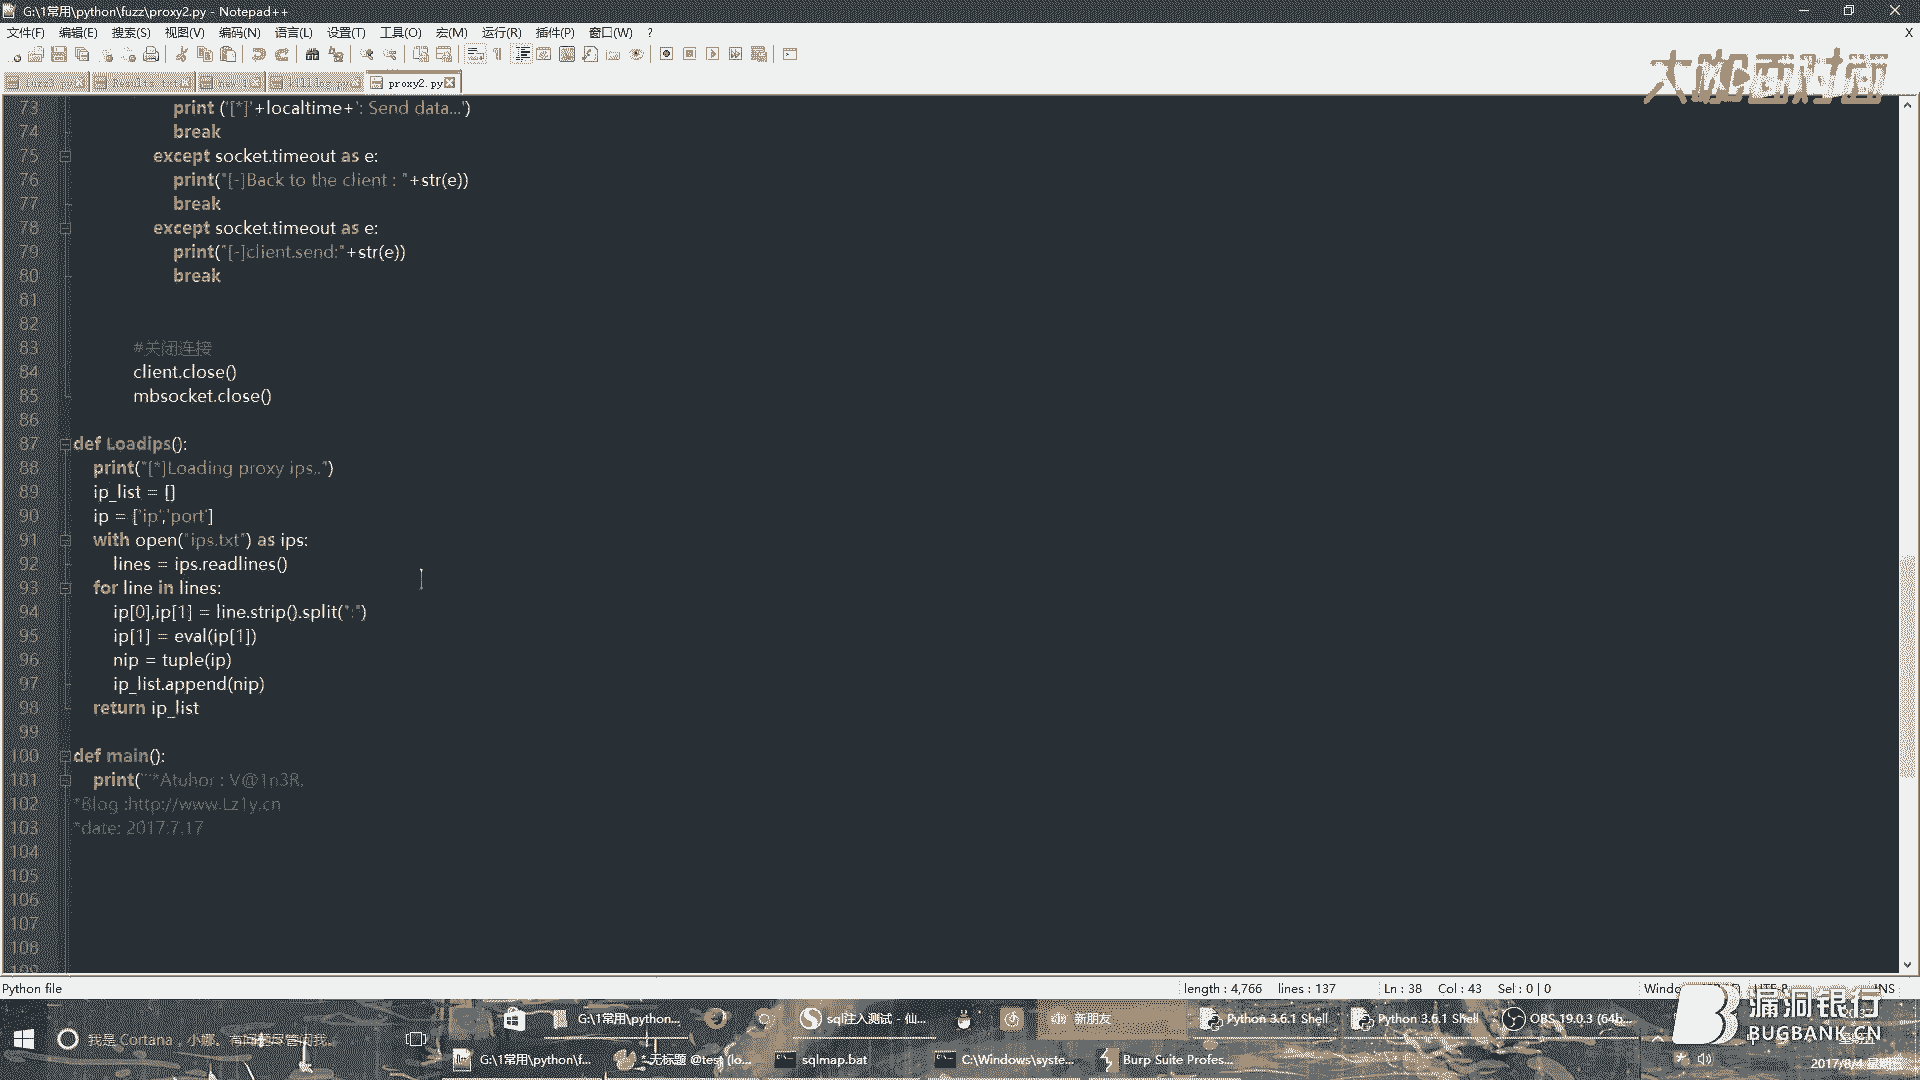 G:\1常用\python\fuzz\proxy2.py - Notepad++
文件(F) 编辑(E) 搜索(S) 视图(V) 编码(N) 语言(L) 设置(T) 工具(O) 宏(M) 运行(R) 插件(P) 窗口(W) ? X
proxy2.py
大咖面对面
73 print ('[*]'+localtime+': Send data...')
74 break
75 except socket.timeout as e:
76 print("[-]Back to the client : "+str(e))
77 break
78 except socket.timeout as e:
79 print("[-]client.send:"+str(e))
80 break
81
82
83 #关闭连接
84 client.close()
85 mbsocket.close()
86
87 def Loadips():
88 print("[*]Loading proxy ips..")
89 ip_list = []
90 ip = ['ip','port']
91 with open("ips.txt") as ips:
92 lines = ips.readlines()
93 for line in lines:
94 ip[0],ip[1] = line.strip().split(":")
95 ip[1] = eval(ip[1])
96 nip = tuple(ip)
97 ip_list.append(nip)
98 return ip_list
99
100 def main():
101 print('''*Atuhor : V@1n3R.
102 *Blog :http://www.Lz1y.cn
103 *date: 2017.7.17
104
105
106
107
108
109
Python file length : 4,766 lines : 137 Ln : 38 Col : 43 Sel : 0 | 0 INS
漏洞银行
BUGBANK.CN
G:\1常用\python... sql注入测试 - 仙... 新朋友 Python 3.6.1 Shell Python 3.6.1 Shell OBS 19.0.3 (64b...
我是 Cortana，小娜。有问题尽管问我。
G:\1常用\python\f... *无标题 @test (lo... sqlmap.bat C:\Windows\syste... Burp Suite Profes...
2017/8/4